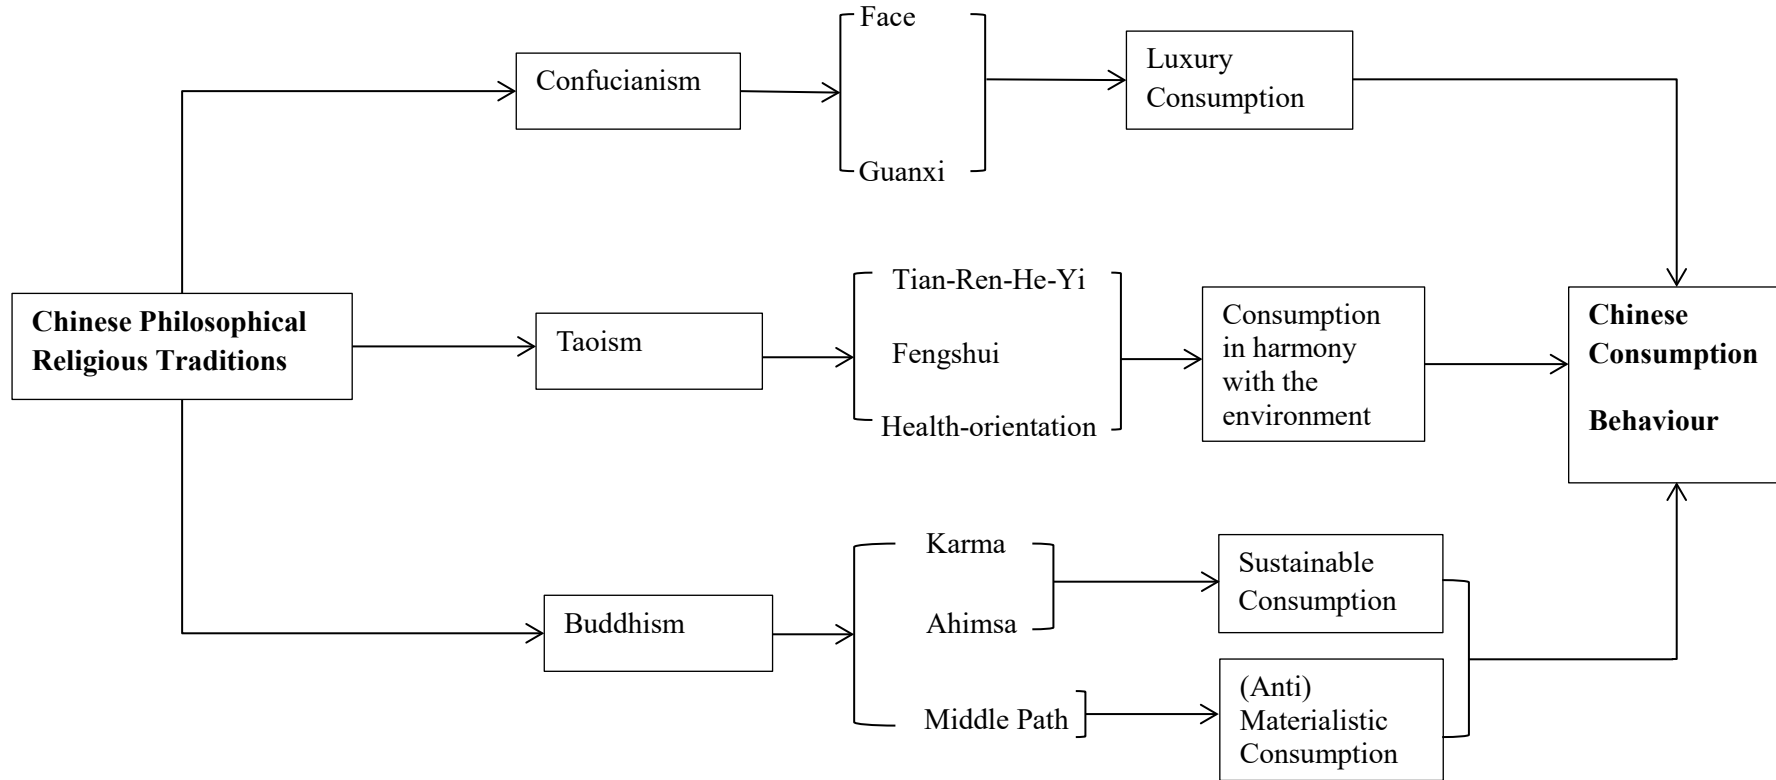 Face
Confucianism
Luxury
Consumption
Guanxi
Chinese Philosophical
Religious Traditions
Taoism
Tian-Ren-He-Yi
Fengshui
Health-orientation
Consumption
in harmony
with the
environment
Chinese
Consumption
Behaviour
Buddhism
Karma
Ahimsa
Middle Path
Sustainable
Consumption
(Anti)
Materialistic
Consumption